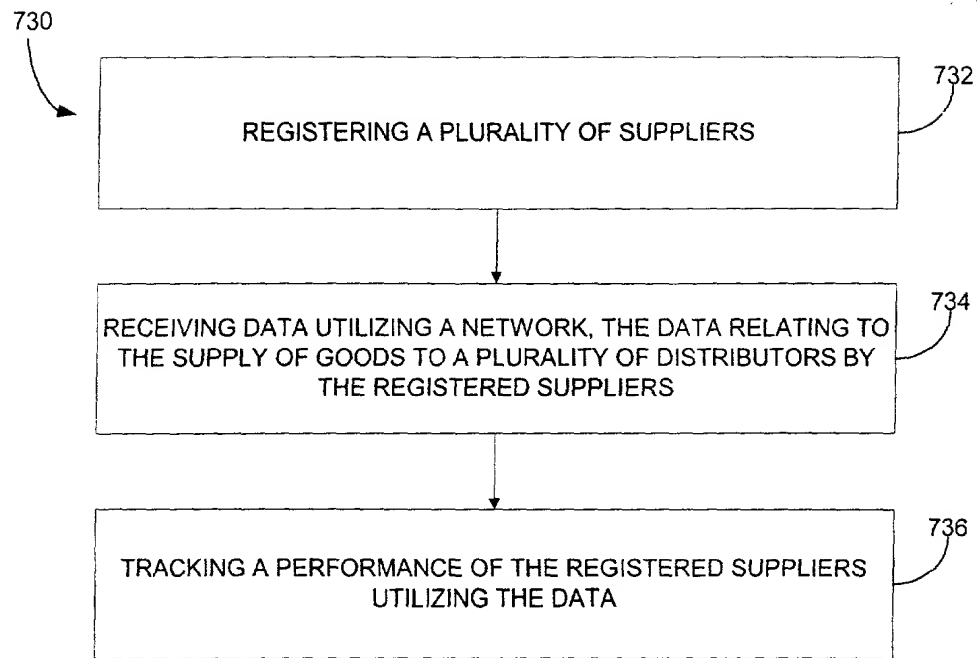 730
732
REGISTERING A PLURALITY OF SUPPLIERS
734
RECEIVING DATA UTILIZING A NETWORK, THE DATA RELATING TO
THE SUPPLY OF GOODS TO A PLURALITY OF DISTRIBUTORS BY
THE REGISTERED SUPPLIERS
736
TRACKING A PERFORMANCE OF THE REGISTERED SUPPLIERS
UTILIZING THE DATA